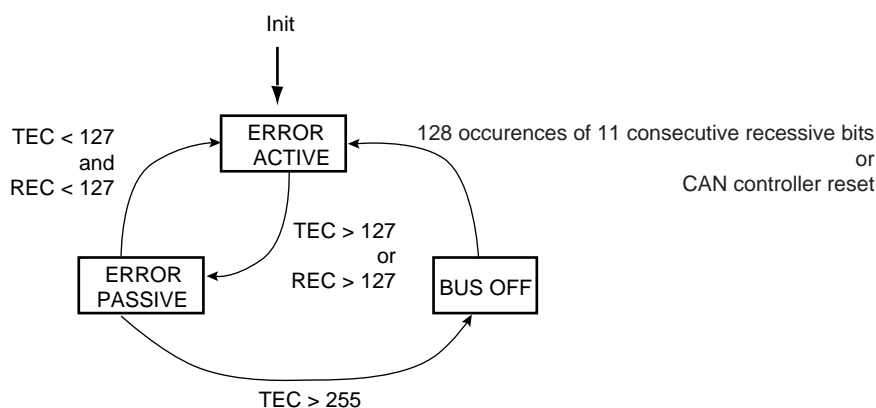 Init
ERROR
ACTIVE
TEC < 127
and
REC < 127
128 occurences of 11 consecutive recessive bits
or
CAN controller reset
TEC > 127
or
REC > 127
ERROR
PASSIVE
BUS OFF
TEC > 255